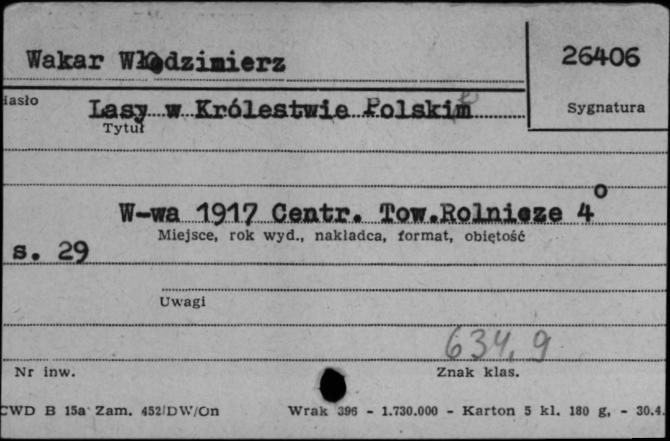 Wakar Włodzimierz
26406
iasło
Lasy w Królestwie Polskim
Sygnatura
Tytuł
W-wa 1917 Centr. Tow.Rolnicze 4°
Miejsce, rok wyd., nakładca, format, objętość
s. 29
Uwagi
634.9
Nr inw.
Znak klas.
CWD B 15a Zam. 452/DW/On Wrak 396 - 1.730.000 - Karton 5 kl. 180 g, - 30.4.